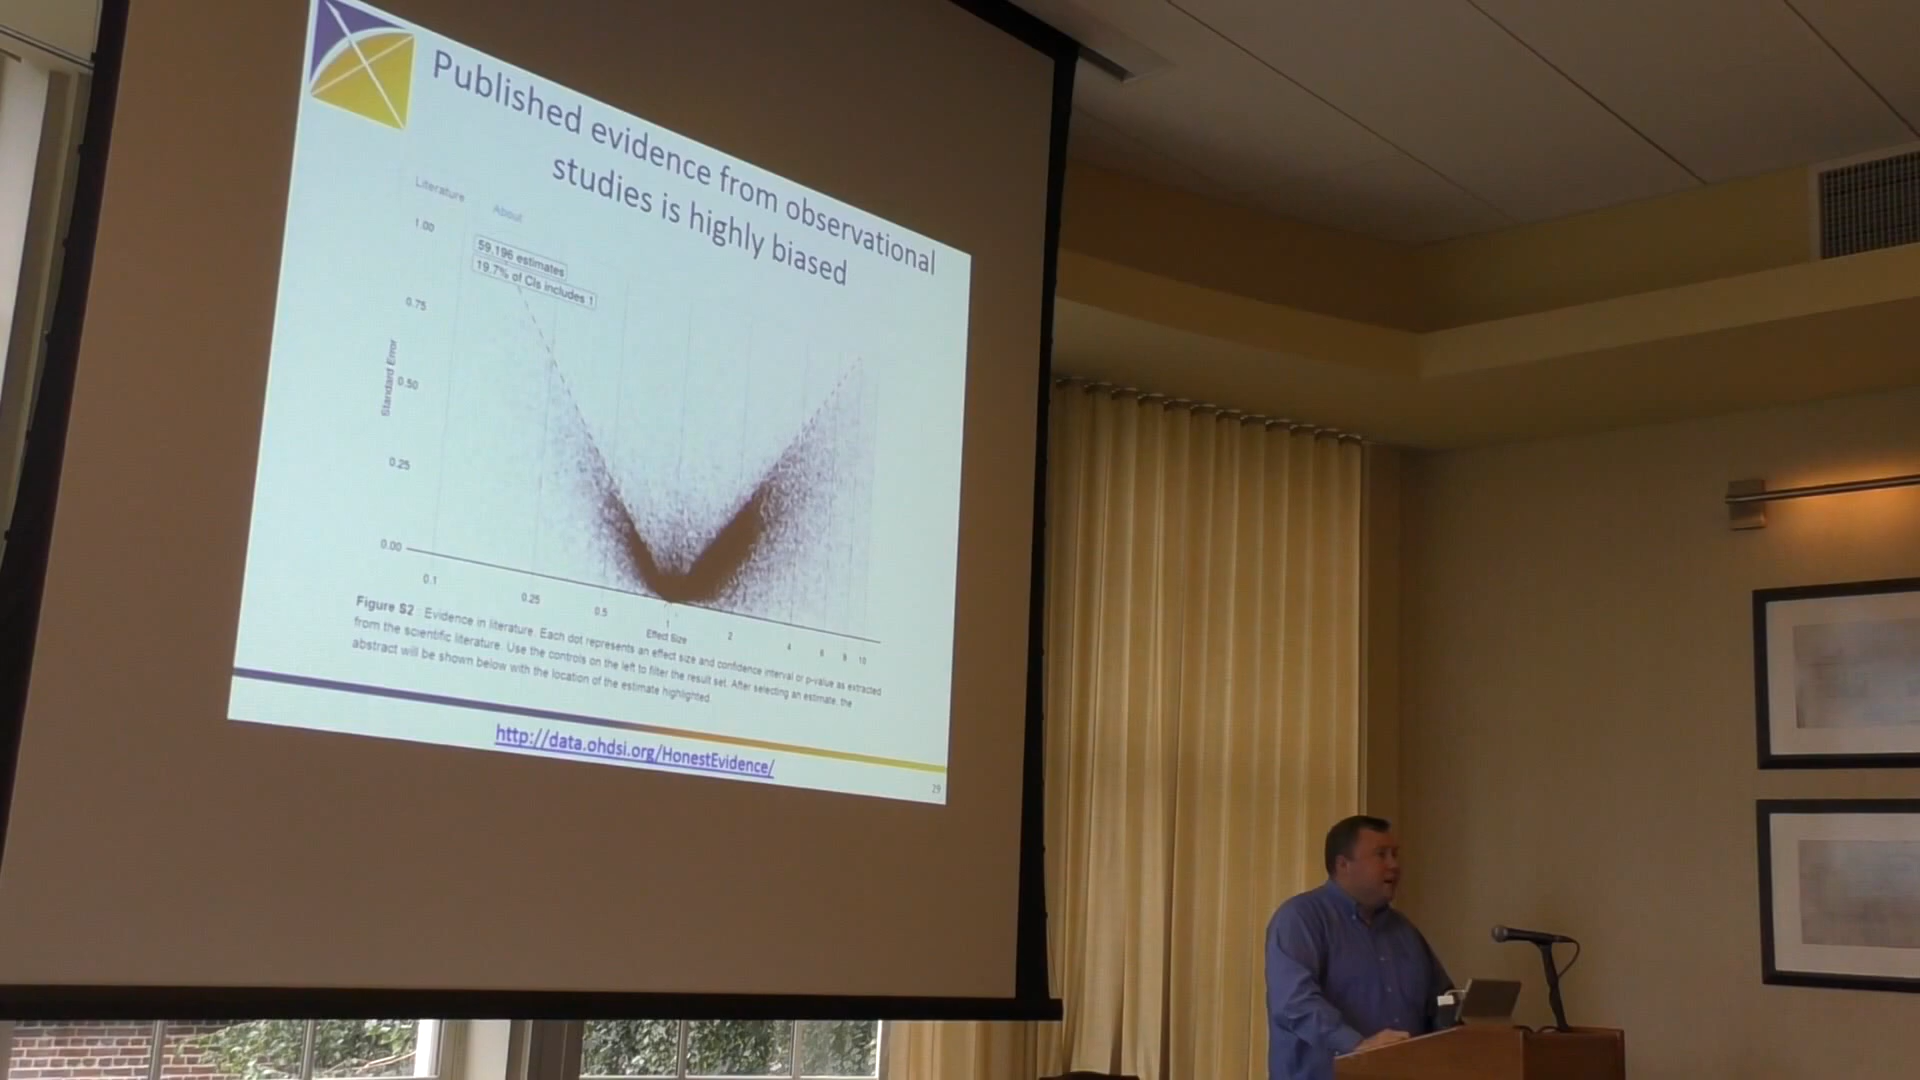 Published evidence from observational
studies is highly biased
Literature
About
1.00
59,196 estimates
19.7% of CIs includes 1
0.75
Standard Error
0.50
0.25
0.00
0.1
0.25
0.5
1
2
4
6
8
10
Effect Size
Figure S2 Evidence in literature. Each dot represents an effect size and confidence interval or p-value as extracted
from the scientific literature. Use the controls on the left to filter the result set. After selecting an estimate, the
abstract will be shown below with the location of the estimate highlighted.
http://data.ohdsi.org/HonestEvidence/
29